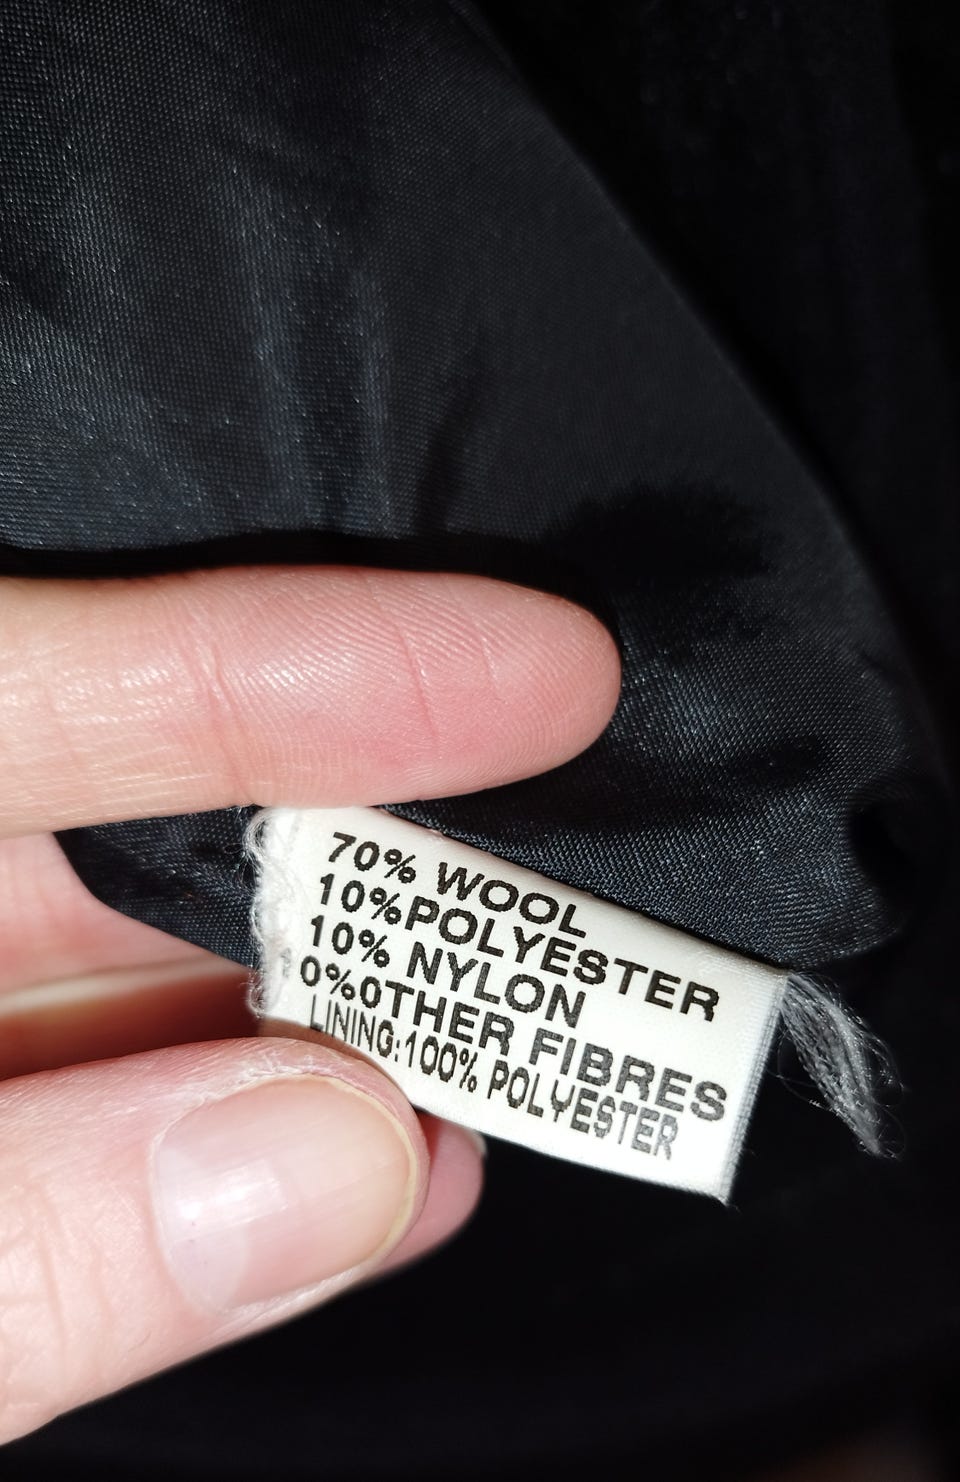 70% WOOL
10%POLYESTER
10% NYLON
10%OTHER FIBRES
LINING:100% POLYESTER